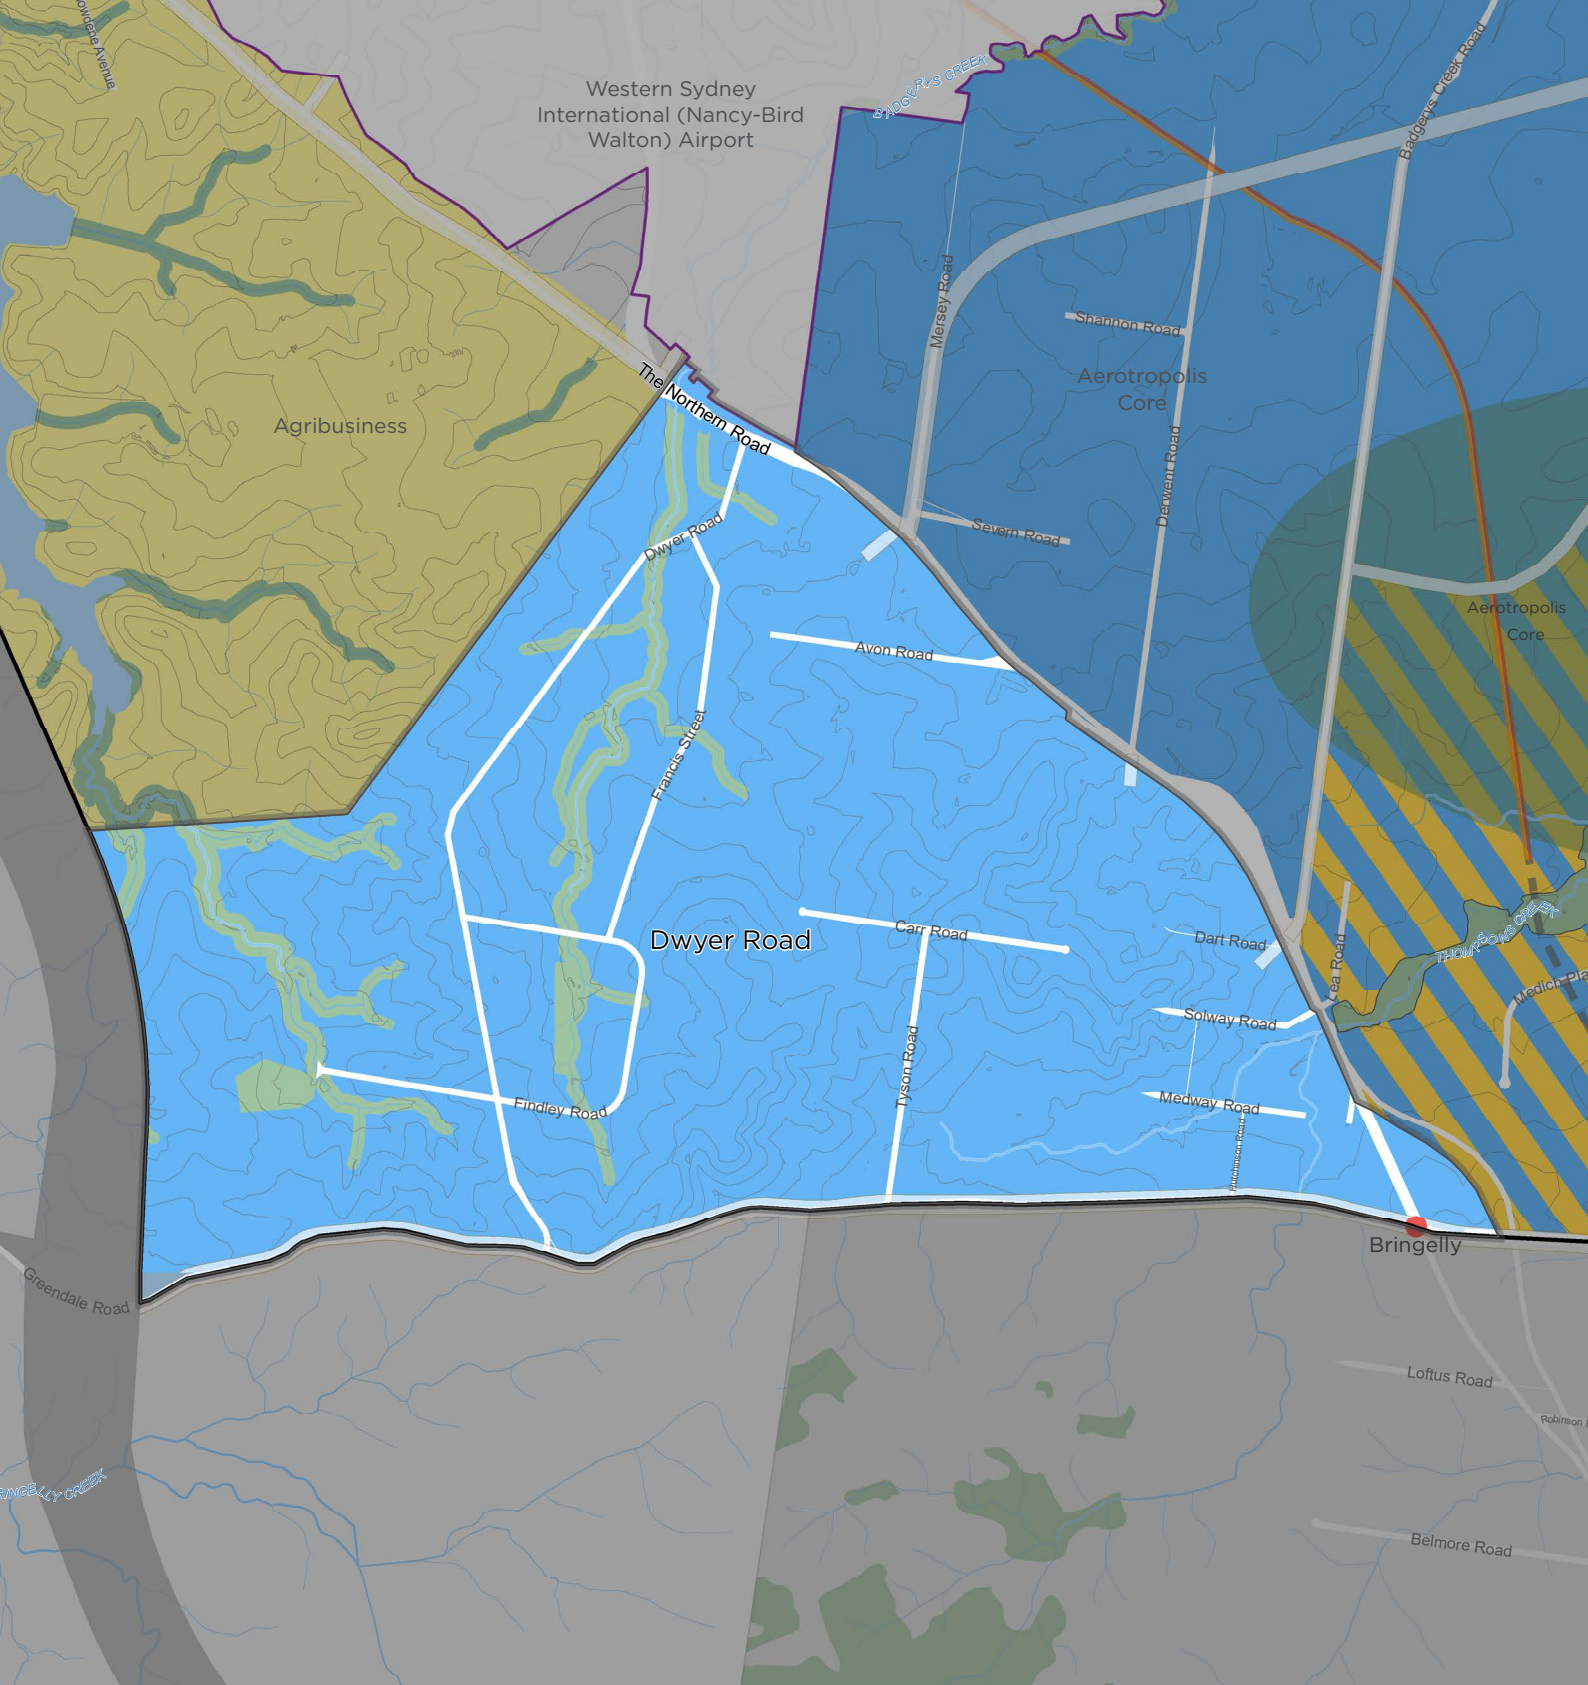 Western Sydney
International (Nancy-Bird
Walton) Airport
BADGERYS CREEK
Badgerys Creek Road
Mersey Road
Shannon Road
Aerotropolis
Core
The Northern Road
Agribusiness
Derwent Road
Severn Road
Dwyer Road
Aerotropolis
Core
Avon Road
Francis Street
Dwyer Road
Carr Road
Dart Road
Lea Road
THOMPSONS CREEK
Solway Road
Tyson Road
Medway Road
Findley Road
Hutchinson Road
Bringelly
Greendale Road
Loftus Road
Robinson
Belmore Road